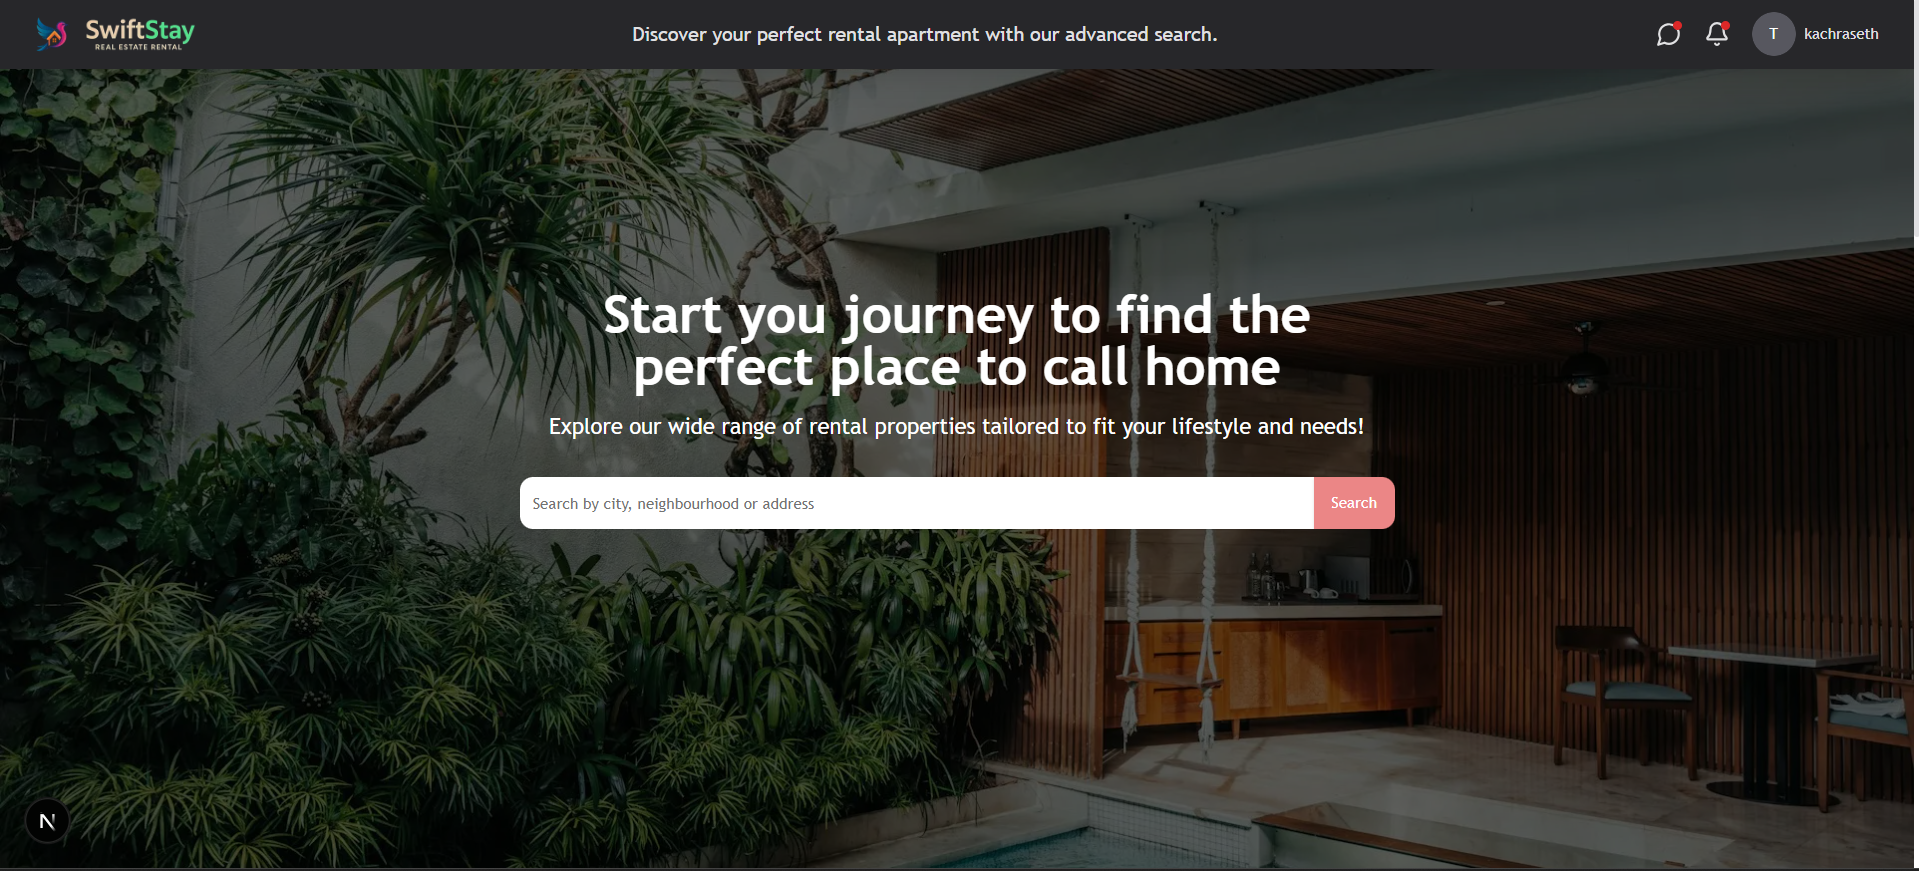 SwiftStay
REAL ESTATE RENTAL
Discover your perfect rental apartment with our advanced search.
T
kachraseth
Start you journey to find the
perfect place to call home
Explore our wide range of rental properties tailored to fit your lifestyle and needs!
Search by city, neighbourhood or address
Search
N